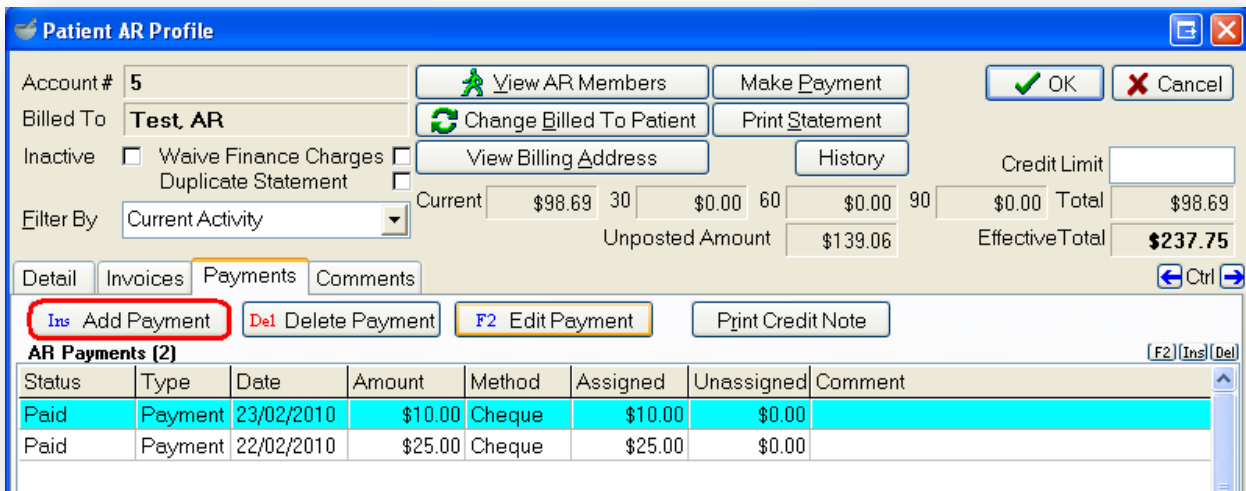 Patient AR Profile
Account # 5 View AR Members Make Payment OK Cancel
Billed To Test, AR Change Billed To Patient Print Statement
Inactive Waive Finance Charges View Billing Address History Credit Limit
Duplicate Statement
Filter By Current Activity Current $98.69 30 $0.00 60 $0.00 90 $0.00 Total $98.69
Unposted Amount $139.06 EffectiveTotal $237.75
Detail Invoices Payments Comments Ctrl
Ins Add Payment Del Delete Payment F2 Edit Payment Print Credit Note
AR Payments (2) F2 Ins Del
Status Type Date Amount Method Assigned Unassigned Comment
Paid Payment 23/02/2010 $10.00 Cheque $10.00 $0.00
Paid Payment 22/02/2010 $25.00 Cheque $25.00 $0.00